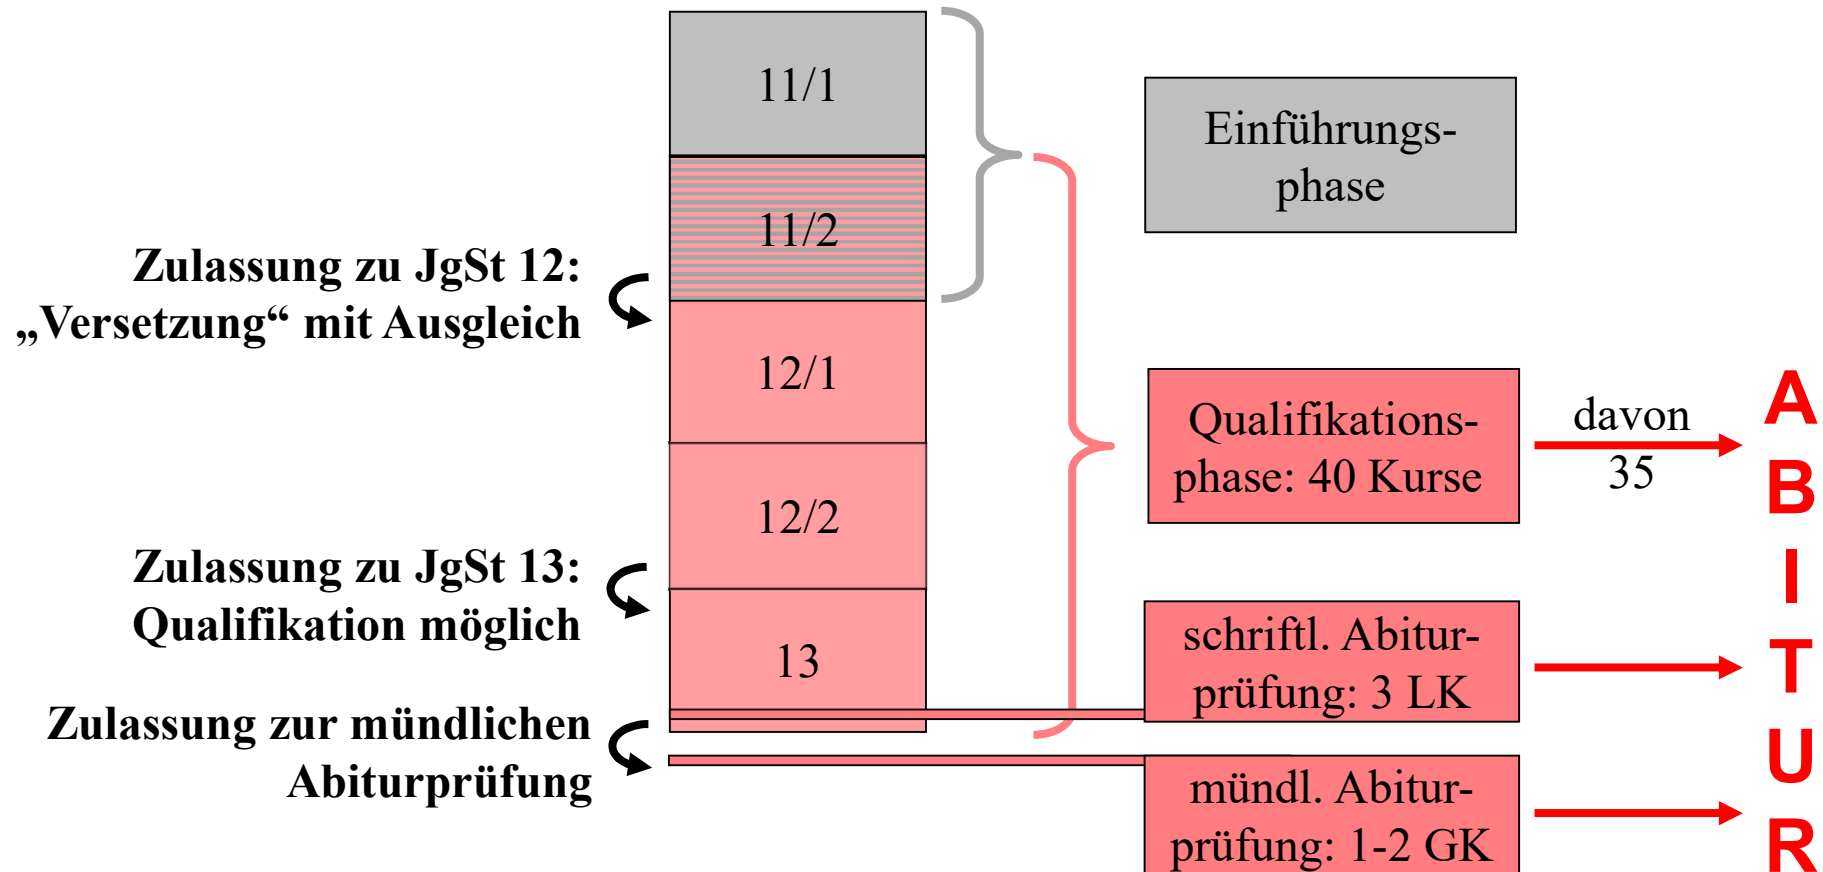 11/1
Einführungs-
phase
11/2
Zulassung zu JgSt 12:
„Versetzung“ mit Ausgleich
12/1
Qualifikations-
phase: 40 Kurse
davon
35
12/2
Zulassung zu JgSt 13:
Qualifikation möglich
13
schriftl. Abitur-
prüfung: 3 LK
Zulassung zur mündlichen
Abiturprüfung
mündl. Abitur-
prüfung: 1-2 GK
A
B
I
T
U
R